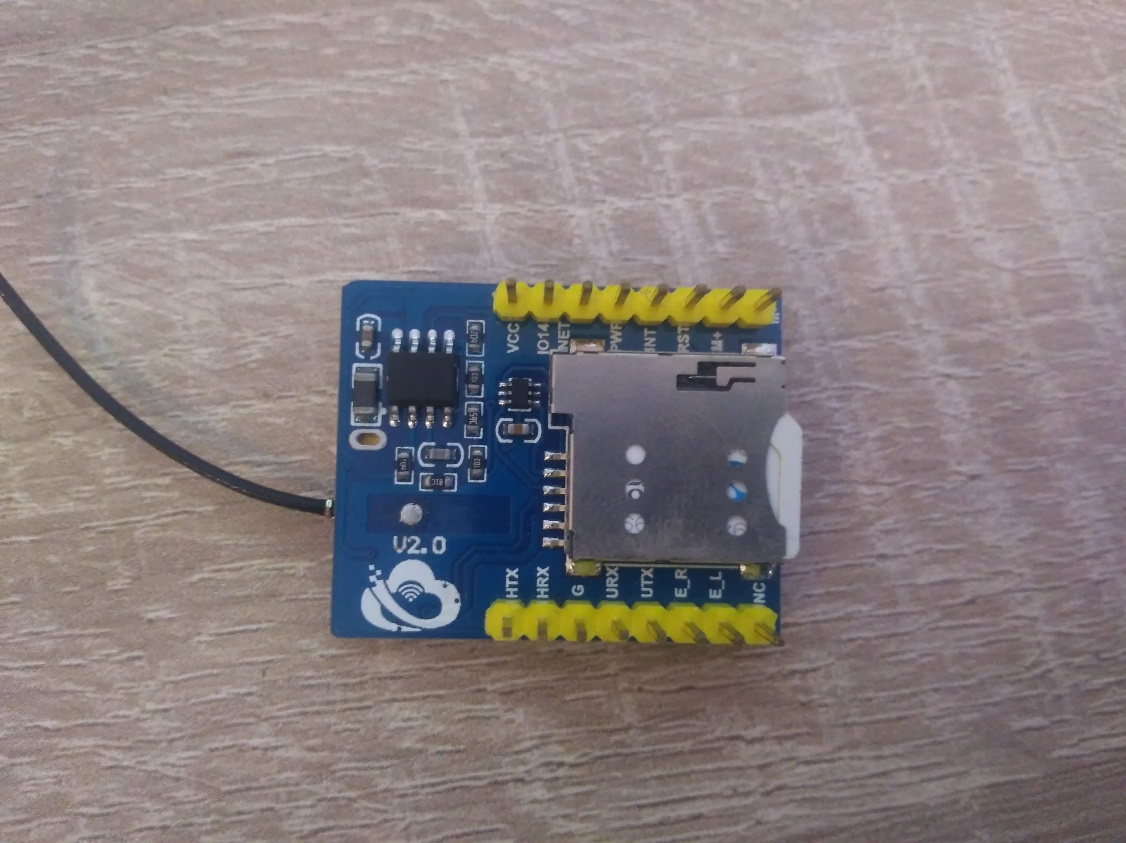 VCC
IO14
NET
PWR
INT
RST
M+
V2.0
HTX
HRX
G
URX
UTX
E_R
E_L
NC